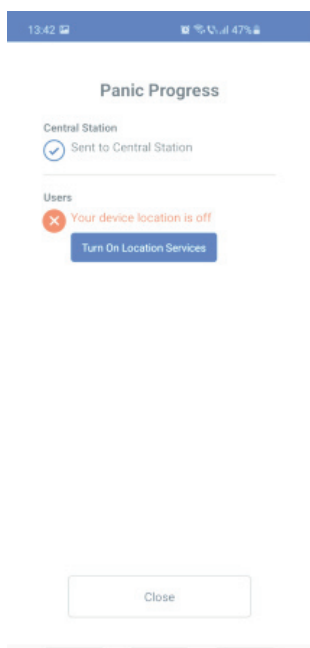 13:42 47%
Panic Progress
Central Station
Sent to Central Station
Users
Your device location is off
Turn On Location Services
Close